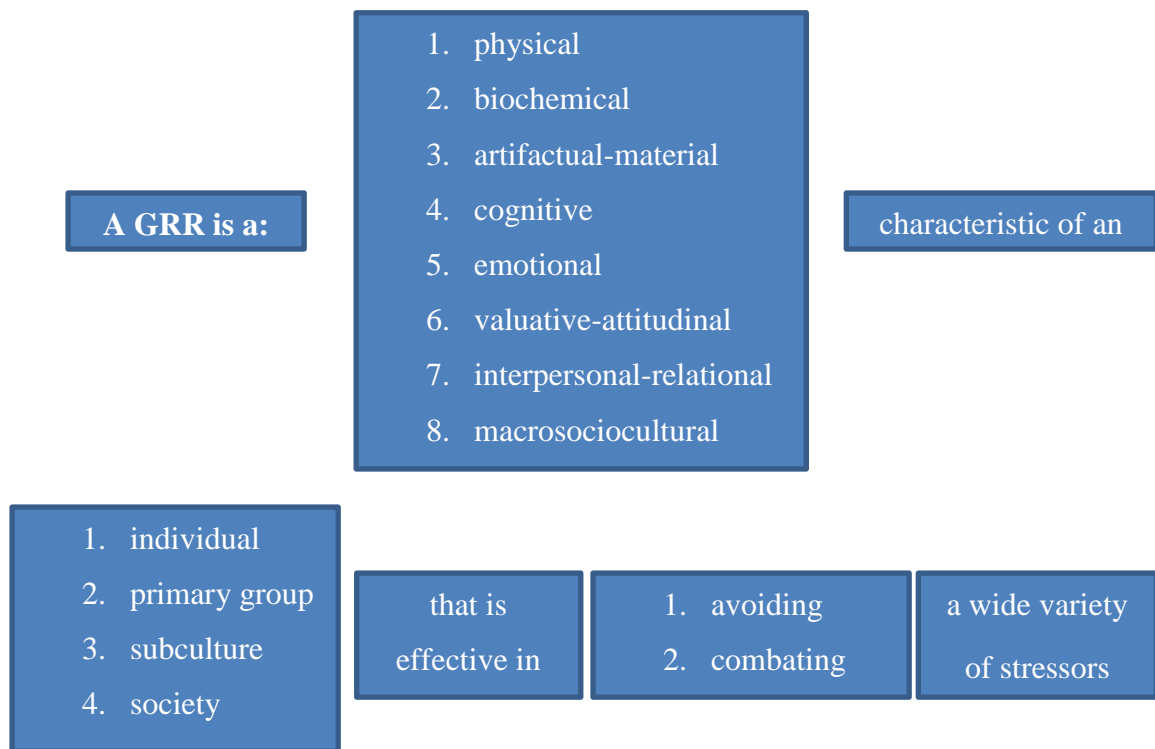 A GRR is a:
1. physical
2. biochemical
3. artifactual-material
4. cognitive
5. emotional
6. valuative-attitudinal
7. interpersonal-relational
8. macrosociocultural
characteristic of an
1. individual
2. primary group
3. subculture
4. society
that is
effective in
1. avoiding
2. combating
a wide variety
of stressors